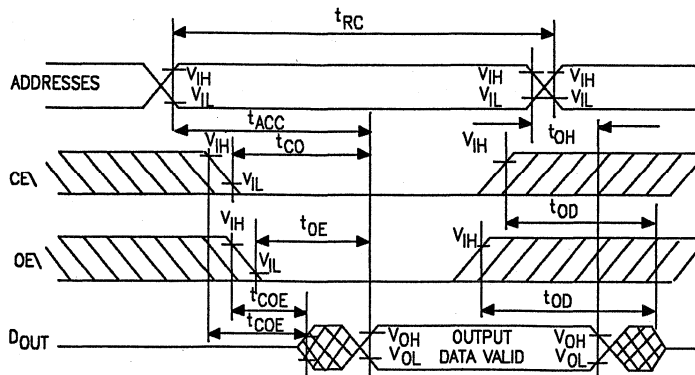 tRC
ADDRESSES VIH VIH VIH
VIL VIL VIL
tACC tOH
CE\ VIH tCO VIH
VIL tOD
OE\ VIH tOE VIH
VIL
tCOE tOD
tCOE
DOUT VOH OUTPUT VOH
VOL DATA VALID VOL